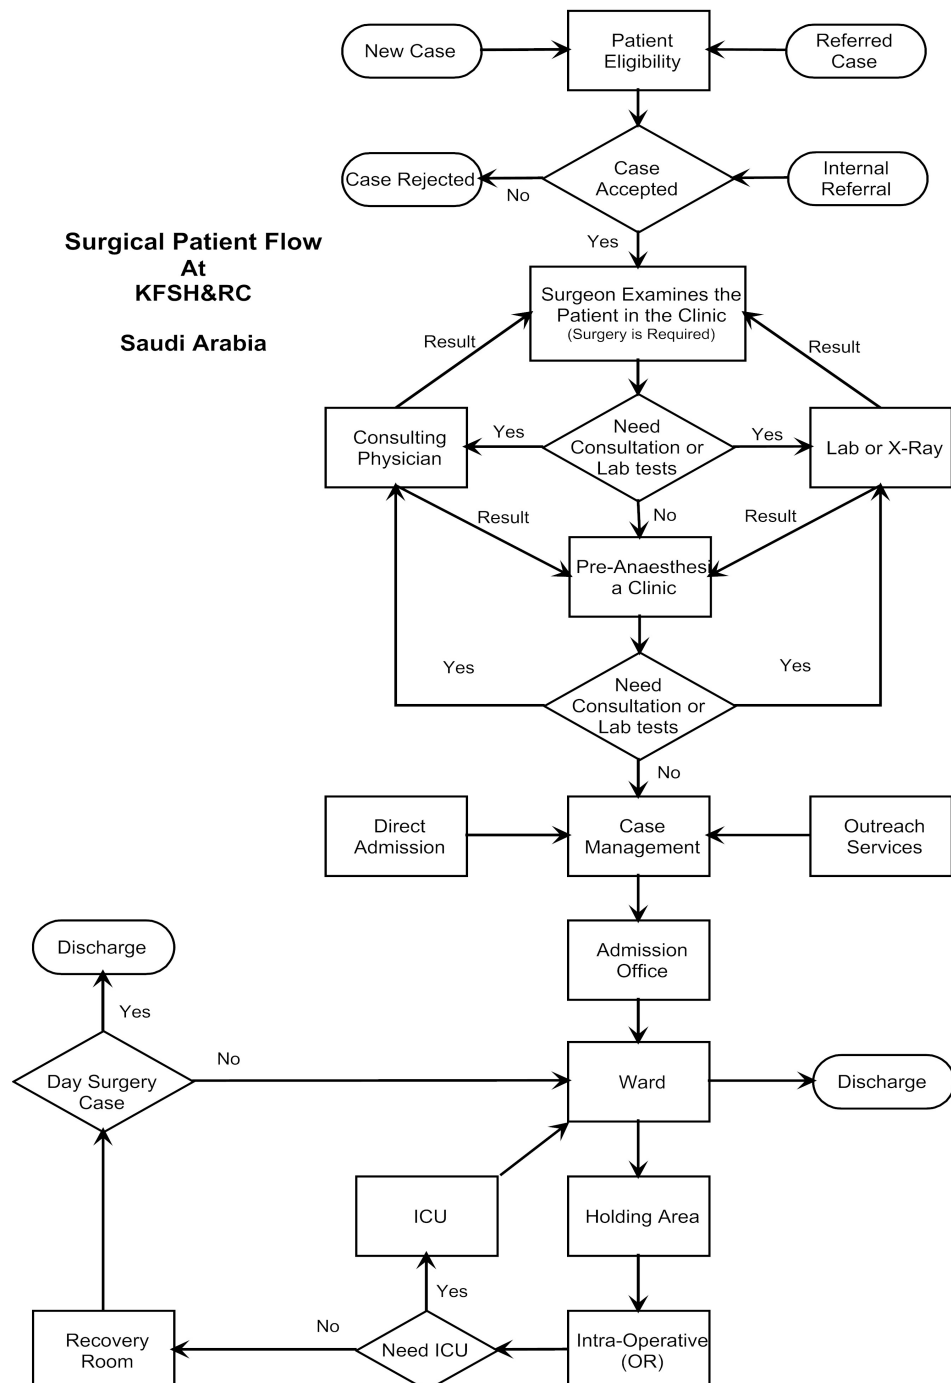 New Case
Patient
Eligibility
Referred
Case
Case Rejected
No
Case
Accepted
Internal
Referral
Yes
Surgical Patient Flow
At
KFSH&RC
Saudi Arabia
Surgeon Examines the
Patient in the Clinic
(Surgery is Required)
Result
Result
Consulting
Physician
Yes
Need
Consultation or
Lab tests
Yes
Lab or X-Ray
Result
No
Result
Pre-Anaesthesi
a Clinic
Yes
Need
Consultation or
Lab tests
Yes
No
Direct
Admission
Case
Management
Outreach
Services
Discharge
Admission
Office
Yes
Day Surgery
Case
No
Ward
Discharge
ICU
Holding Area
Yes
Recovery
Room
No
Need ICU
Intra-Operative
(OR)